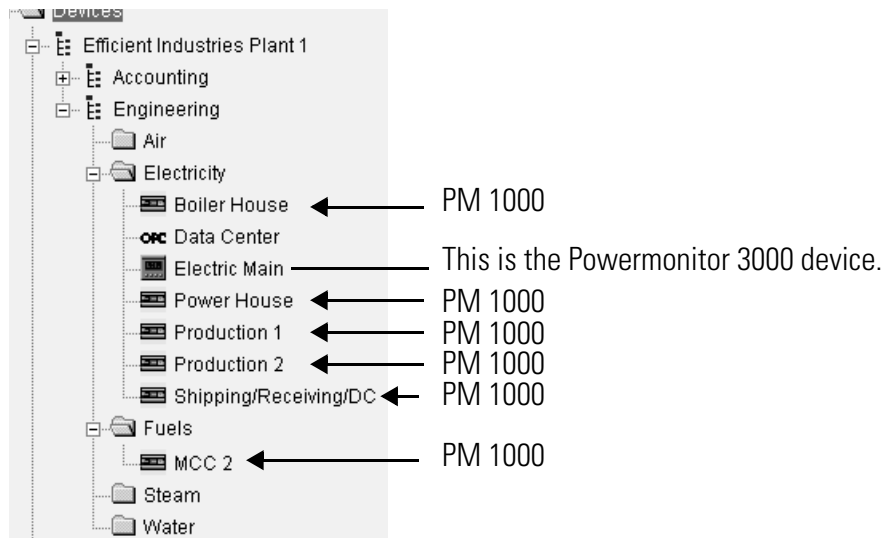 Devices
Efficient Industries Plant 1
Accounting
Engineering
Air
Electricity
Boiler House PM 1000
OPC Data Center
Electric Main This is the Powermonitor 3000 device.
Power House PM 1000
Production 1 PM 1000
Production 2 PM 1000
Shipping/Receiving/DC PM 1000
Fuels
MCC 2 PM 1000
Steam
Water